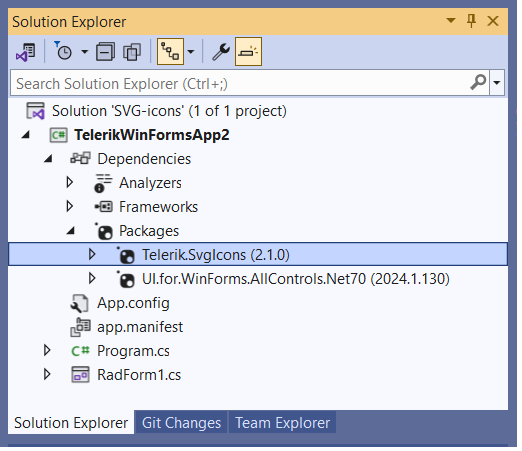 Solution Explorer
Search Solution Explorer (Ctrl+;)
Solution 'SVG-icons' (1 of 1 project)
C# TelerikWinFormsApp2
Dependencies
Analyzers
Frameworks
Packages
Telerik.SvgIcons (2.1.0)
UI.for.WinForms.AllControls.Net70 (2024.1.130)
App.config
app.manifest
C# Program.cs
RadForm1.cs
Solution Explorer Git Changes Team Explorer